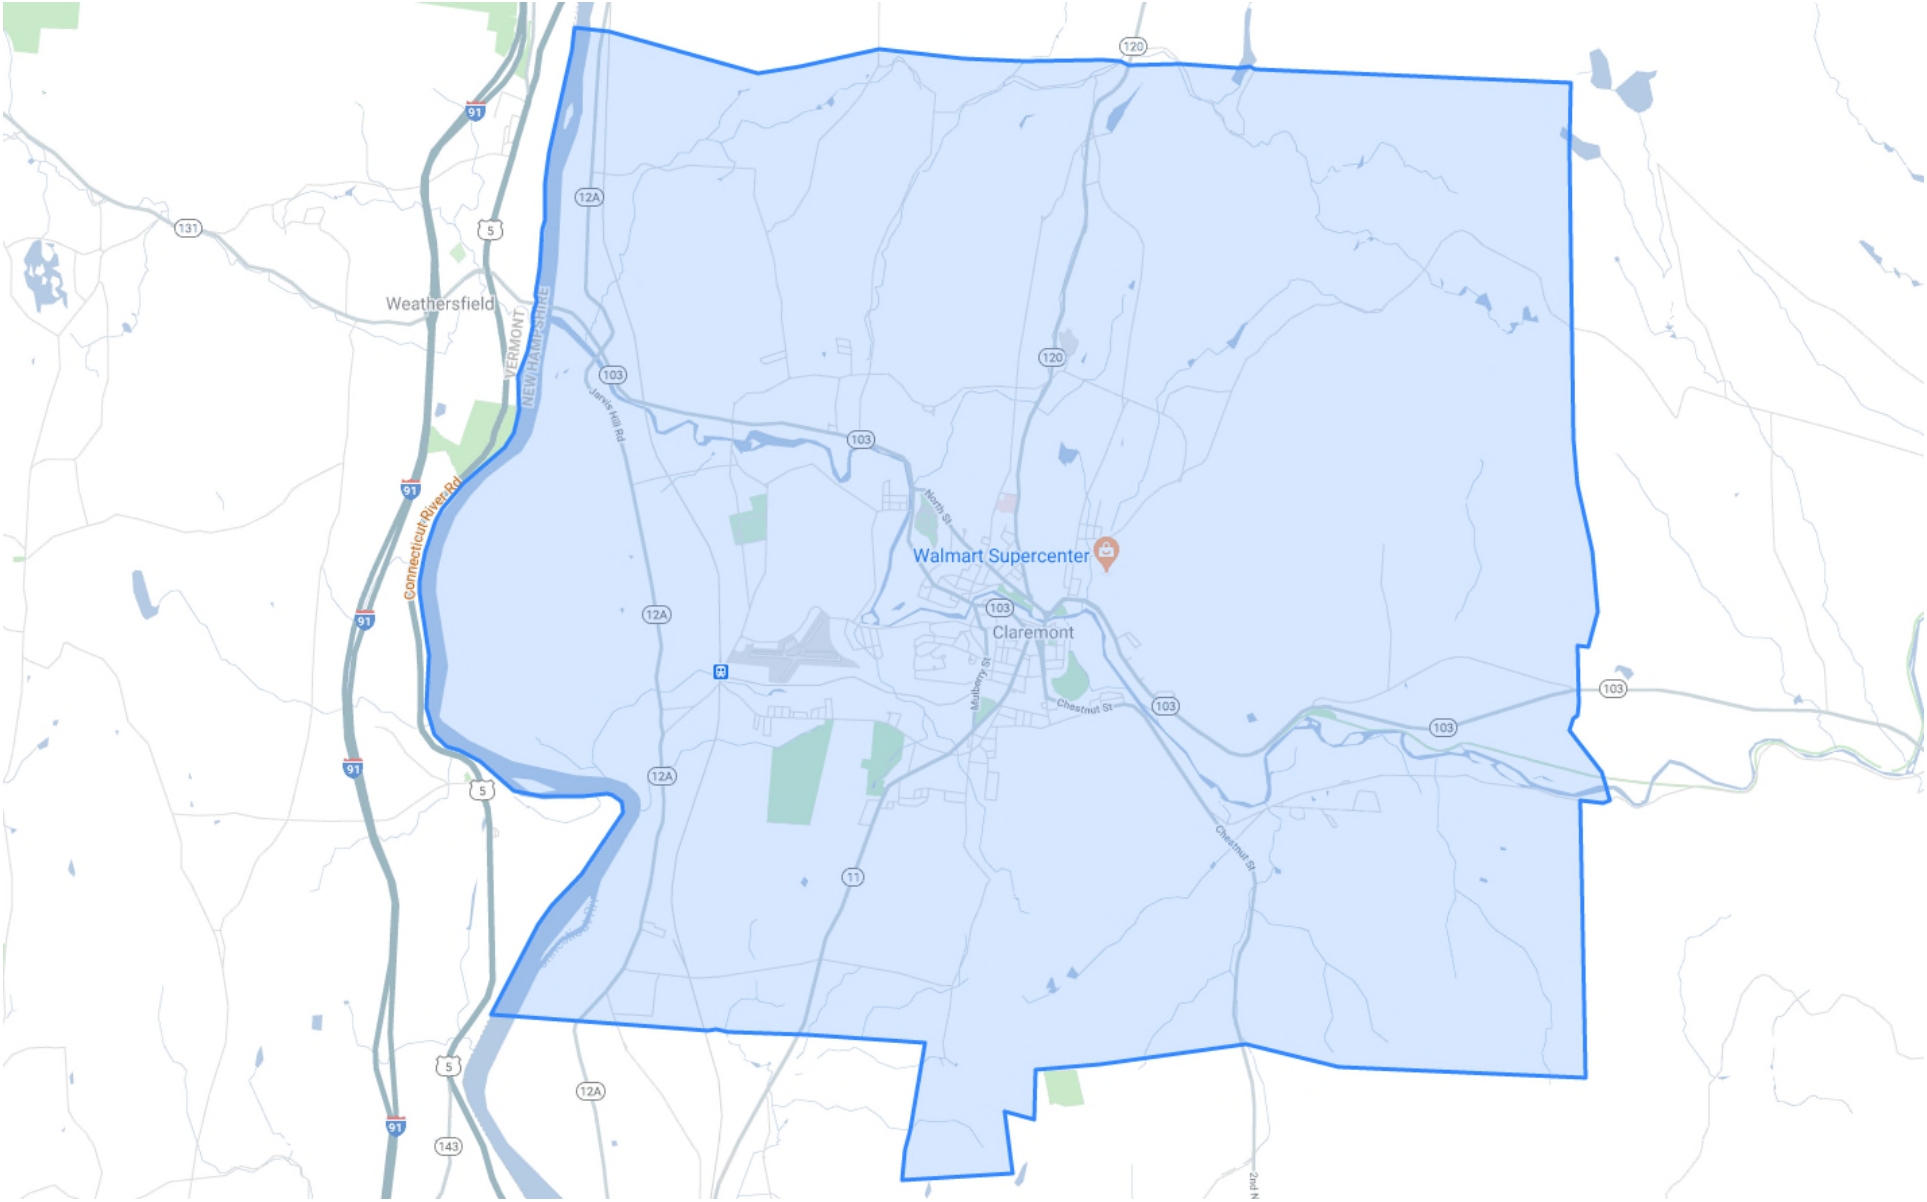 120
91
12A
131
5
Weathersfield
VERMONT
NEW HAMPSHIRE
103
120
Jarvis Hill Rd
103
91
Connecticut River Rd
North St
Walmart Supercenter
91
12A
103
Claremont
Mulberry St
Chestnut St
103
103
103
91
12A
5
Chestnut St
11
5
12A
91
143
2nd N